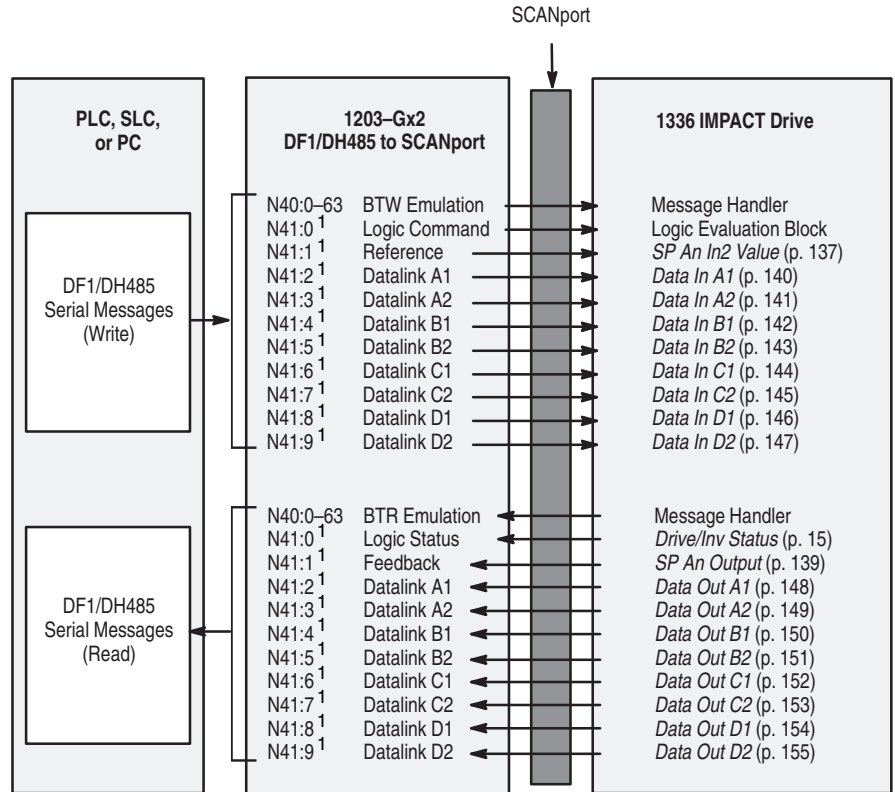 SCANport
PLC, SLC,
or PC
1203–Gx2
DF1/DH485 to SCANport
1336 IMPACT Drive
DF1/DH485
Serial Messages
(Write)
N40:0–63 BTW Emulation Message Handler
N41:0 1 Logic Command Logic Evaluation Block
N41:1 1 Reference SP An In2 Value (p. 137)
N41:2 1 Datalink A1 Data In A1 (p. 140)
N41:3 1 Datalink A2 Data In A2 (p. 141)
N41:4 1 Datalink B1 Data In B1 (p. 142)
N41:5 1 Datalink B2 Data In B2 (p. 143)
N41:6 1 Datalink C1 Data In C1 (p. 144)
N41:7 1 Datalink C2 Data In C2 (p. 145)
N41:8 1 Datalink D1 Data In D1 (p. 146)
N41:9 1 Datalink D2 Data In D2 (p. 147)
DF1/DH485
Serial Messages
(Read)
N40:0–63 BTR Emulation Message Handler
N41:0 1 Logic Status Drive/Inv Status (p. 15)
N41:1 1 Feedback SP An Output (p. 139)
N41:2 1 Datalink A1 Data Out A1 (p. 148)
N41:3 1 Datalink A2 Data Out A2 (p. 149)
N41:4 1 Datalink B1 Data Out B1 (p. 150)
N41:5 1 Datalink B2 Data Out B2 (p. 151)
N41:6 1 Datalink C1 Data Out C1 (p. 152)
N41:7 1 Datalink C2 Data Out C2 (p. 153)
N41:8 1 Datalink D1 Data Out D1 (p. 154)
N41:9 1 Datalink D2 Data Out D2 (p. 155)